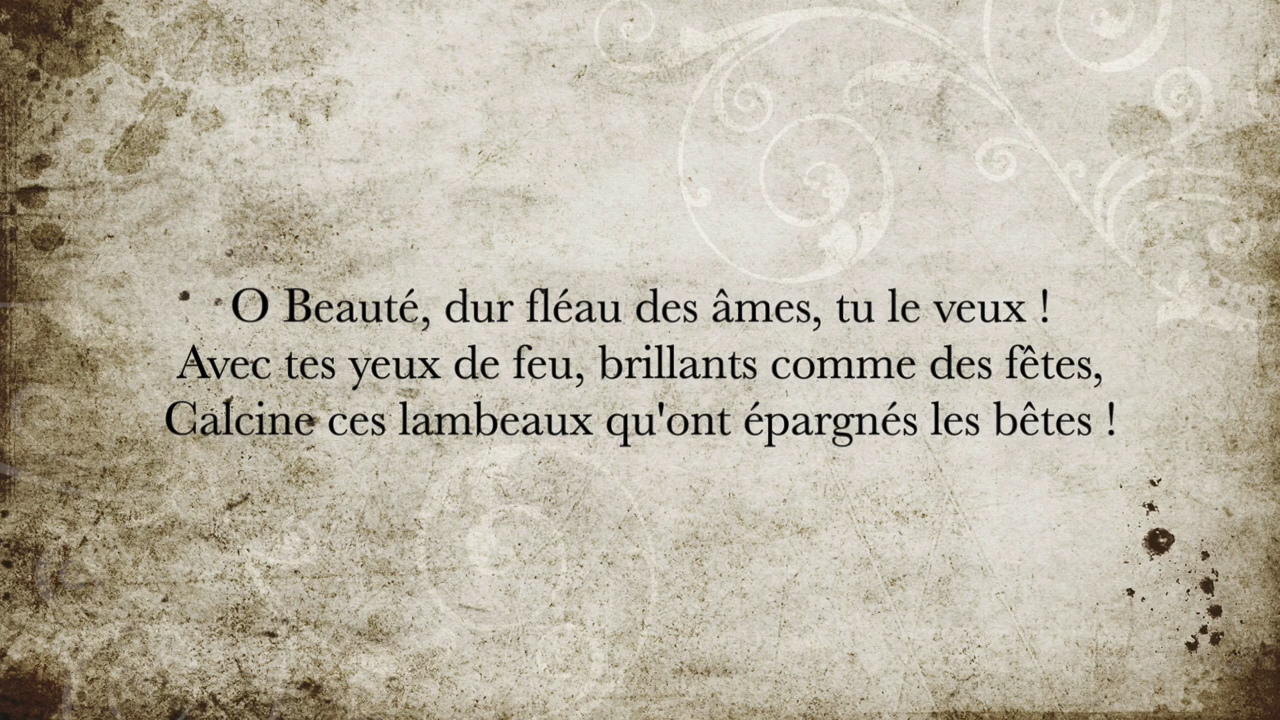 O Beauté, dur fléau des âmes, tu le veux !
Avec tes yeux de feu, brillants comme des fêtes,
Calcine ces lambeaux qu'ont épargnés les bêtes !